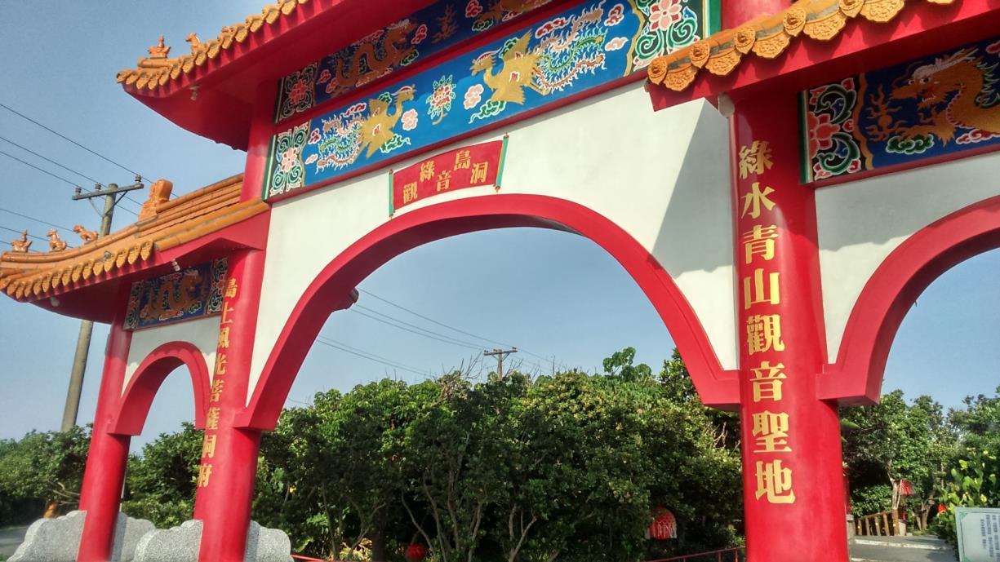 綠島
觀音洞
綠水青山觀音聖地
島上風光菩薩洞府